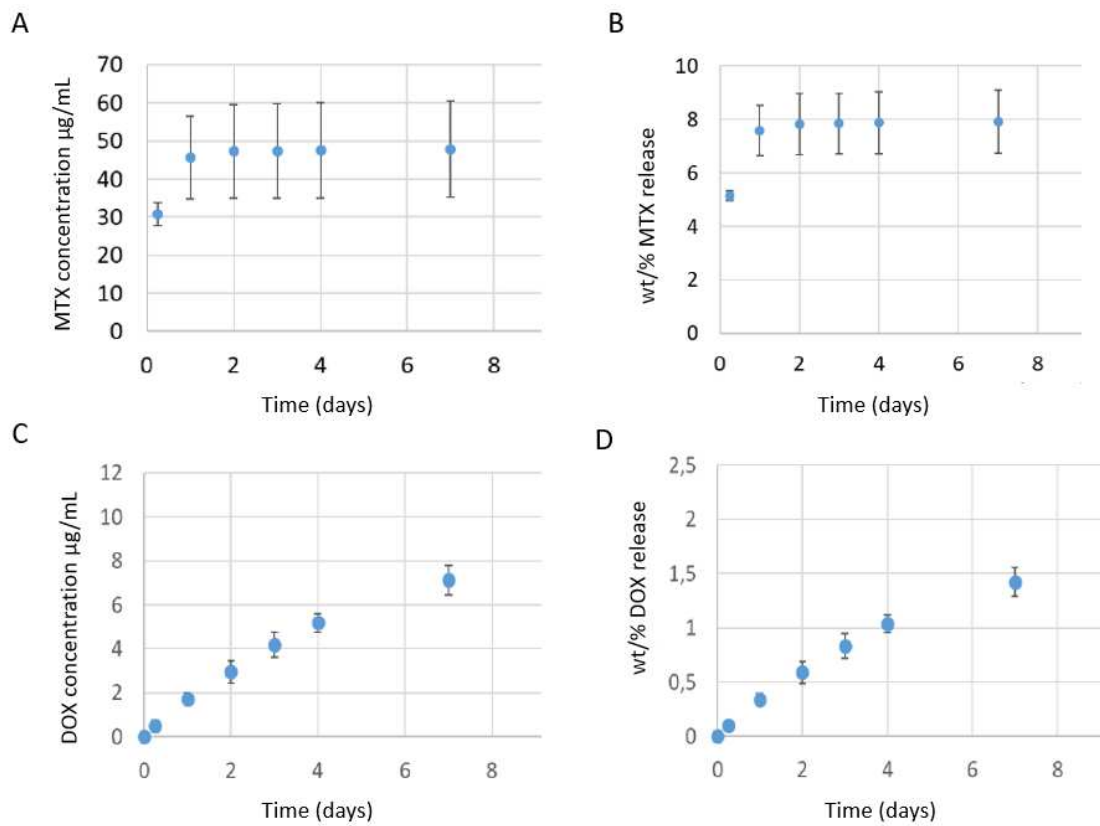 A
MTX concentration µg/mL
70
60
50
40
30
20
10
0
0 2 4 6 8
Time (days)
B
wt/% MTX release
10
8
6
4
2
0
0 2 4 6 8
Time (days)
C
DOX concentration µg/mL
12
10
8
6
4
2
0
0 2 4 6 8
Time (days)
D
wt/% DOX release
2,5
2
1,5
1
0,5
0
0 2 4 6 8
Time (days)